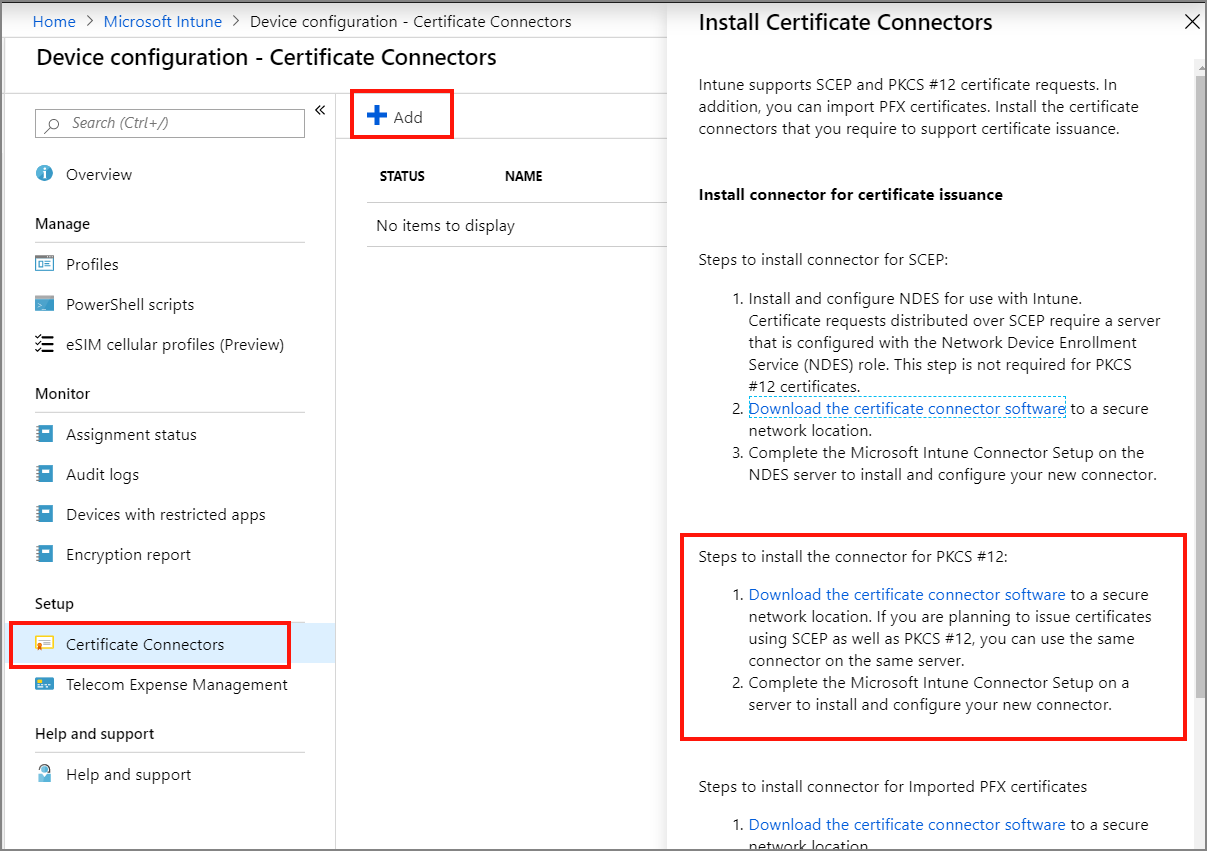 Home > Microsoft Intune > Device configuration - Certificate Connectors
Device configuration - Certificate Connectors
Search (Ctrl+/)
«
Overview
Manage
Profiles
PowerShell scripts
eSIM cellular profiles (Preview)
Monitor
Assignment status
Audit logs
Devices with restricted apps
Encryption report
Setup
Certificate Connectors
Telecom Expense Management
Help and support
Help and support
Add
STATUS NAME
No items to display
Install Certificate Connectors
Intune supports SCEP and PKCS #12 certificate requests. In
addition, you can import PFX certificates. Install the certificate
connectors that you require to support certificate issuance.
Install connector for certificate issuance
Steps to install connector for SCEP:
1. Install and configure NDES for use with Intune.
Certificate requests distributed over SCEP require a server
that is configured with the Network Device Enrollment
Service (NDES) role. This step is not required for PKCS
#12 certificates.
2. Download the certificate connector software to a secure
network location.
3. Complete the Microsoft Intune Connector Setup on the
NDES server to install and configure your new connector.
Steps to install the connector for PKCS #12:
1. Download the certificate connector software to a secure
network location. If you are planning to issue certificates
using SCEP as well as PKCS #12, you can use the same
connector on the same server.
2. Complete the Microsoft Intune Connector Setup on a
server to install and configure your new connector.
Steps to install connector for Imported PFX certificates
1. Download the certificate connector software to a secure
network location